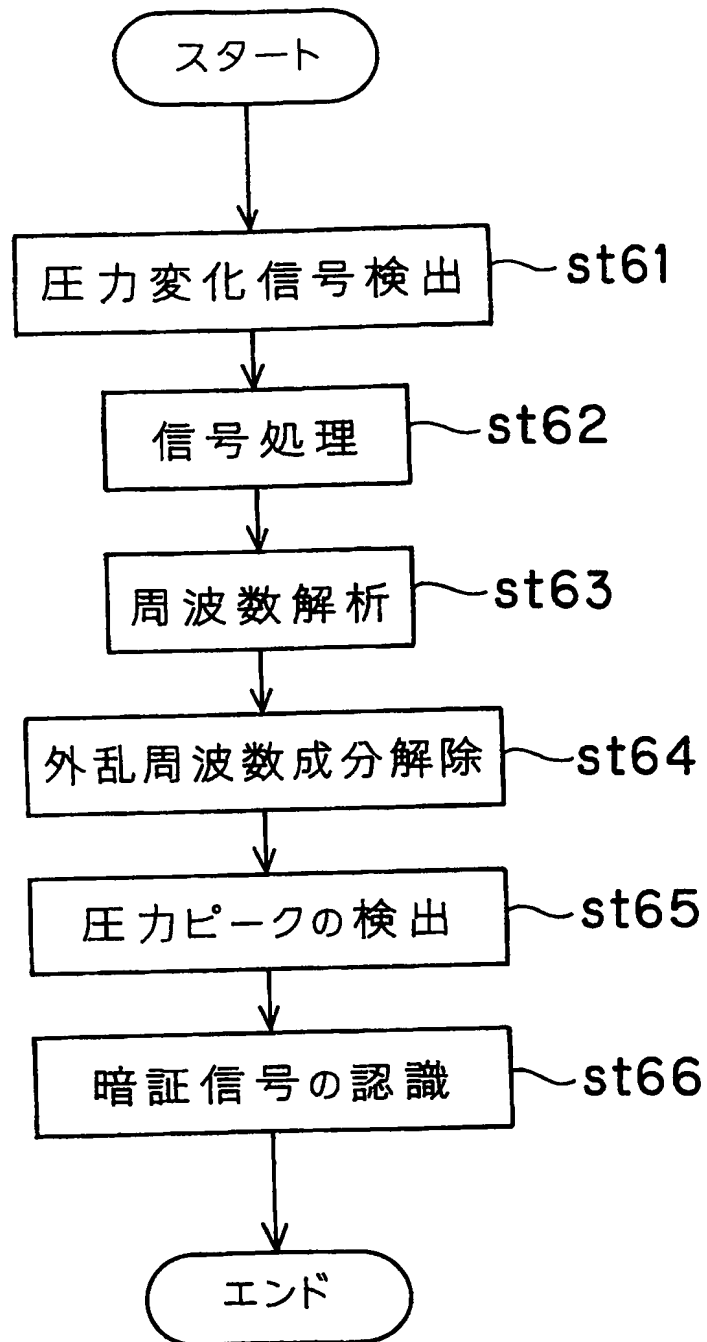 スタート
圧力変化信号検出 st61
信号処理 st62
周波数解析 st63
外乱周波数成分解除 st64
圧力ピークの検出 st65
暗証信号の認識 st66
エンド